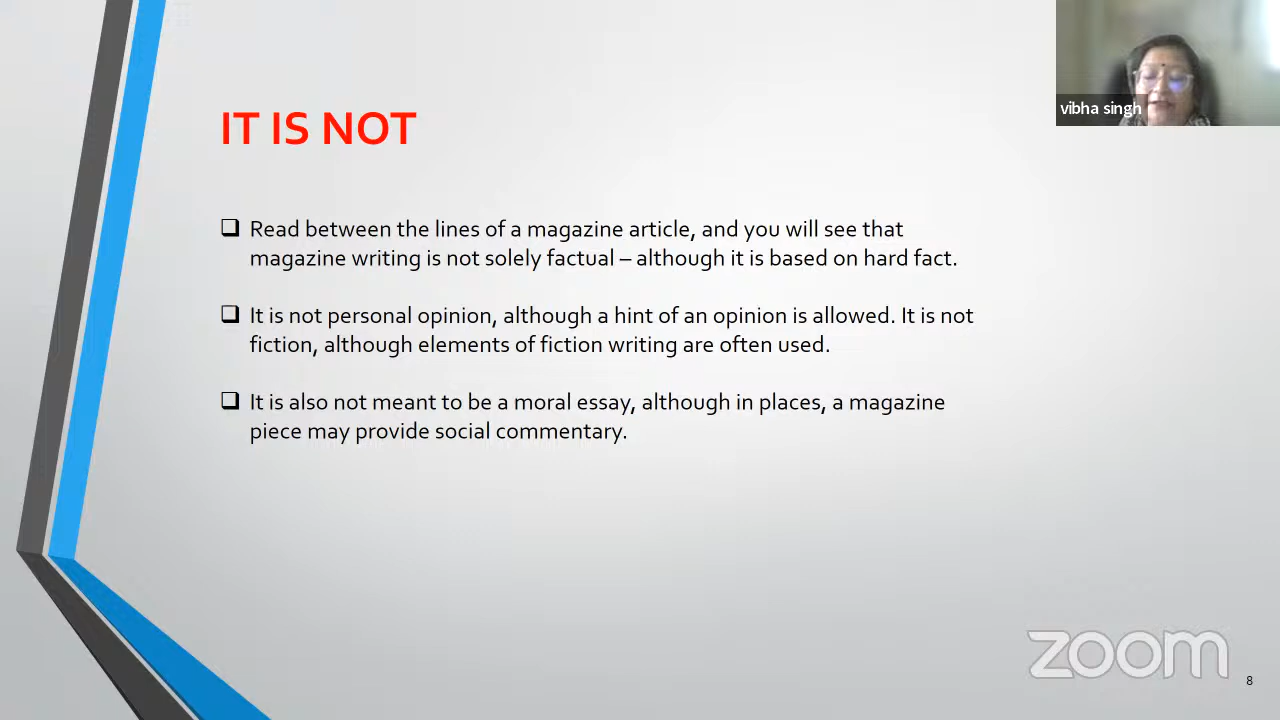 vibha singh
IT IS NOT
❑ Read between the lines of a magazine article, and you will see that
magazine writing is not solely factual – although it is based on hard fact.
❑ It is not personal opinion, although a hint of an opinion is allowed. It is not
fiction, although elements of fiction writing are often used.
❑ It is also not meant to be a moral essay, although in places, a magazine
piece may provide social commentary.
zoom
8